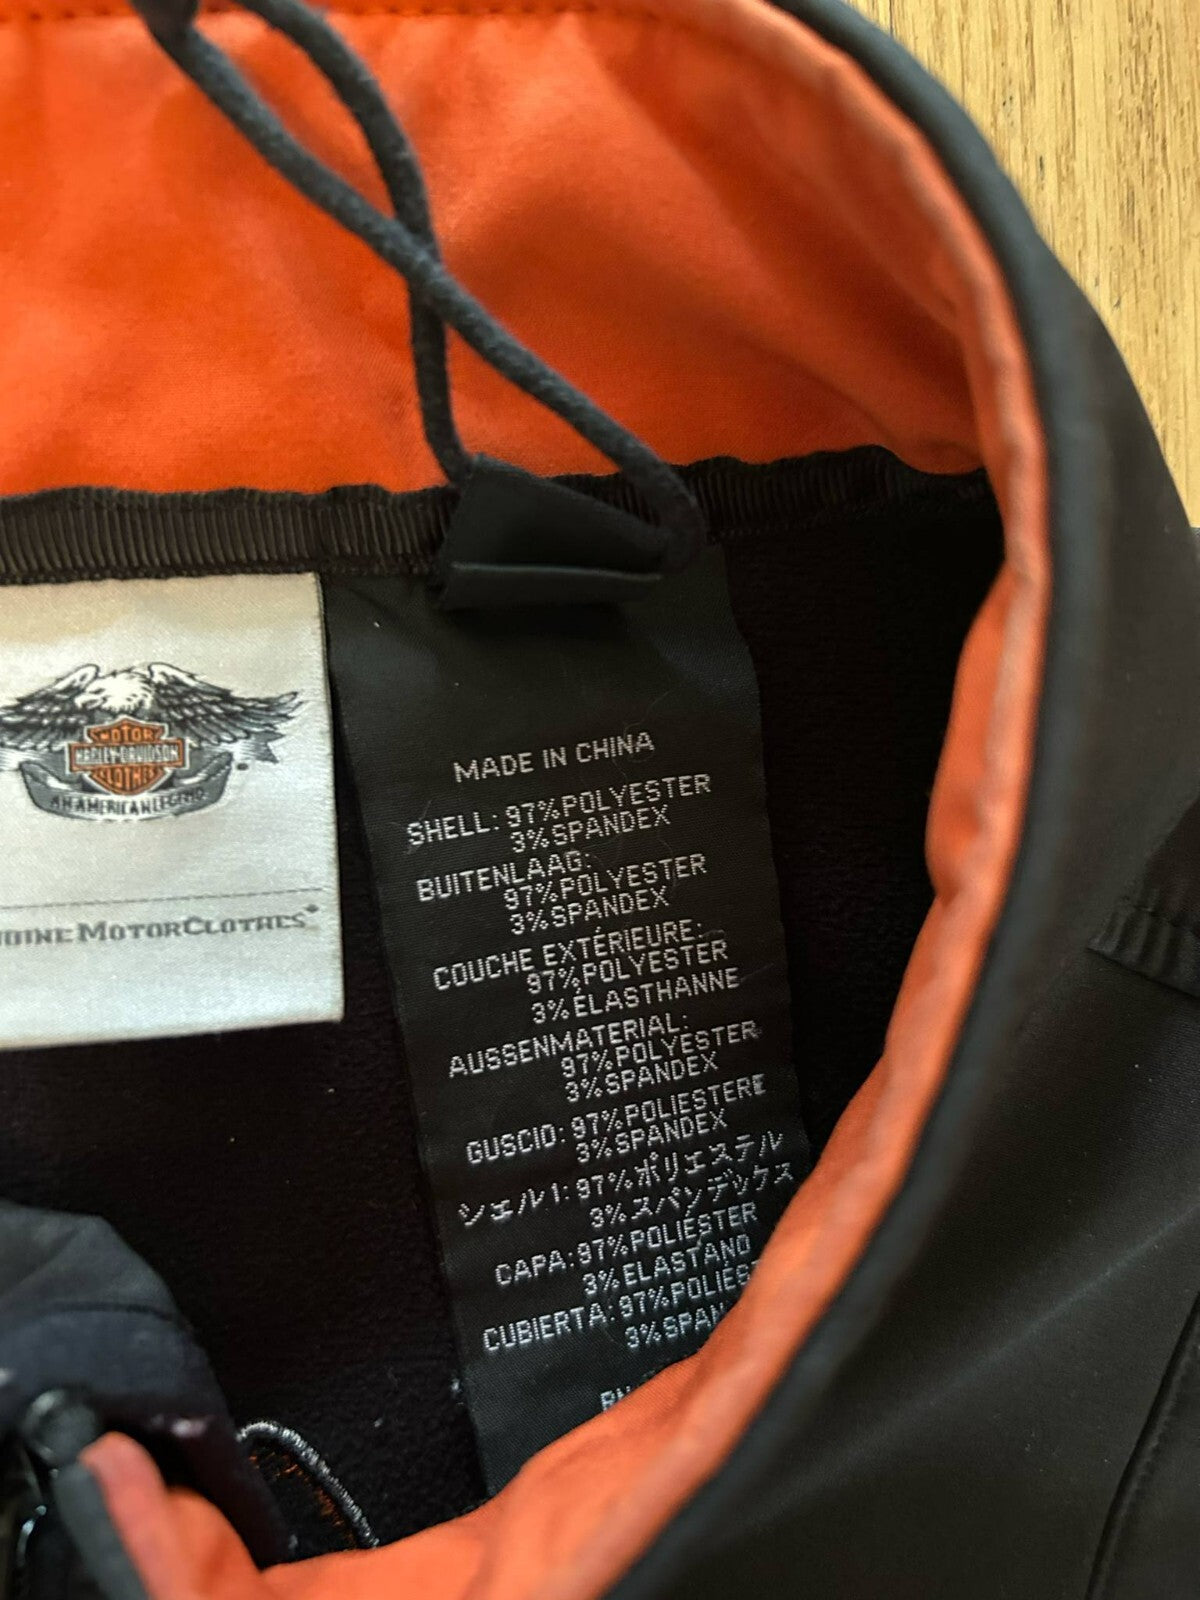 MOTOR
HARLEY-DAVIDSON
CLOTHES
AN AMERICAN LEGEND
MOTORCLOTHES
MADE IN CHINA
SHELL: 97%POLYESTER
3%SPANDEX
BUITENLAAG:
97%POLYESTER
3%SPANDEX
COUCHE EXTÉRIEURE:
97%POLYESTER
3%ÉLASTHANNE
AUSSENMATERIAL:
97%POLYESTER
3%SPANDEX
GUSCIO: 97%POLIESTERE
3%SPANDEX
シェル1: 97%ポリエステル
3%スパンデックス
CAPA: 97%POLIÉSTER
3%ELASTANO
CUBIERTA: 97%
3%